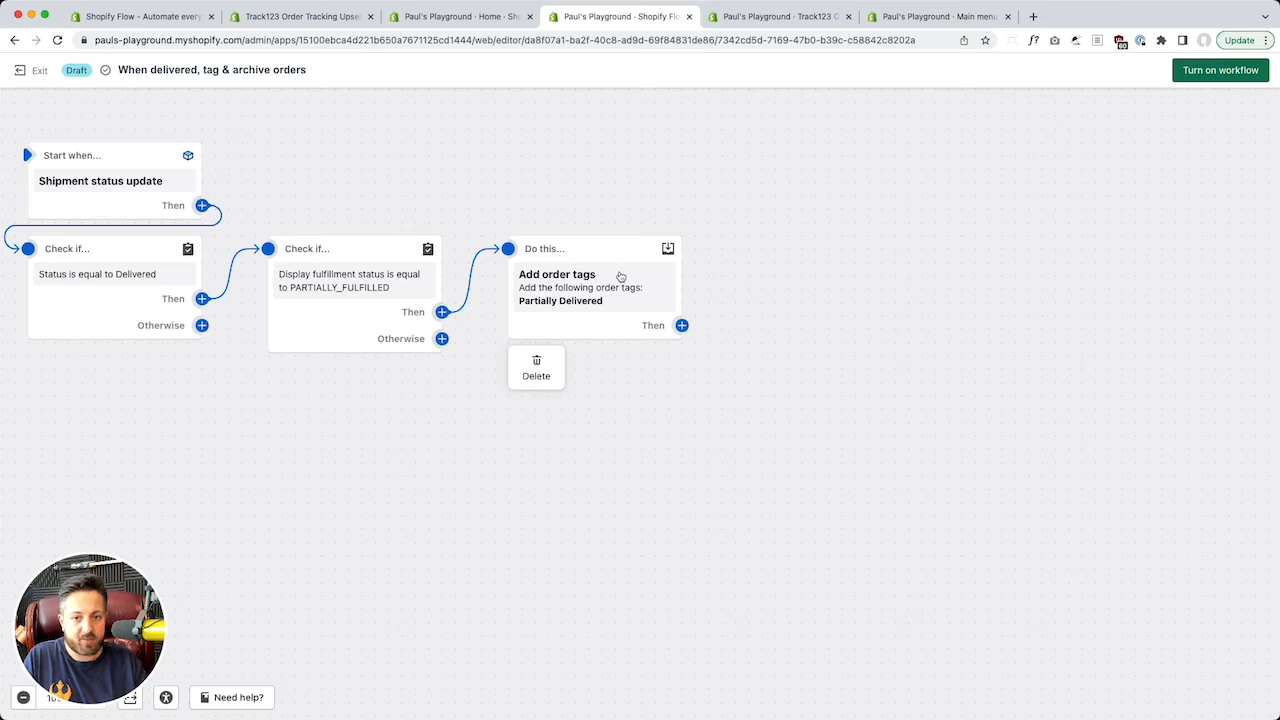 Shopify Flow - Automate every
Track123 Order Tracking Upsel
Paul's Playground · Home · Sho
Paul's Playground · Shopify Flo
Paul's Playground · Track123 O
Paul's Playground · Main menu
pauls-playground.myshopify.com/admin/apps/15100ebca4d221b650a7671125cd1444/web/editor/da8f07a1-ba2f-40c8-ad9d-69f84831de86/7342cd5d-7169-47b0-b39c-c58842c8202a
f?
60
Update
Exit
Draft
When delivered, tag & archive orders
Turn on workflow
Start when...
Shipment status update
Then
Check if...
Status is equal to Delivered
Then
Otherwise
Check if...
Display fulfillment status is equal
to PARTIALLY_FULFILLED
Then
Otherwise
Do this...
Add order tags
Add the following order tags:
Partially Delivered
Then
Delete
Need help?